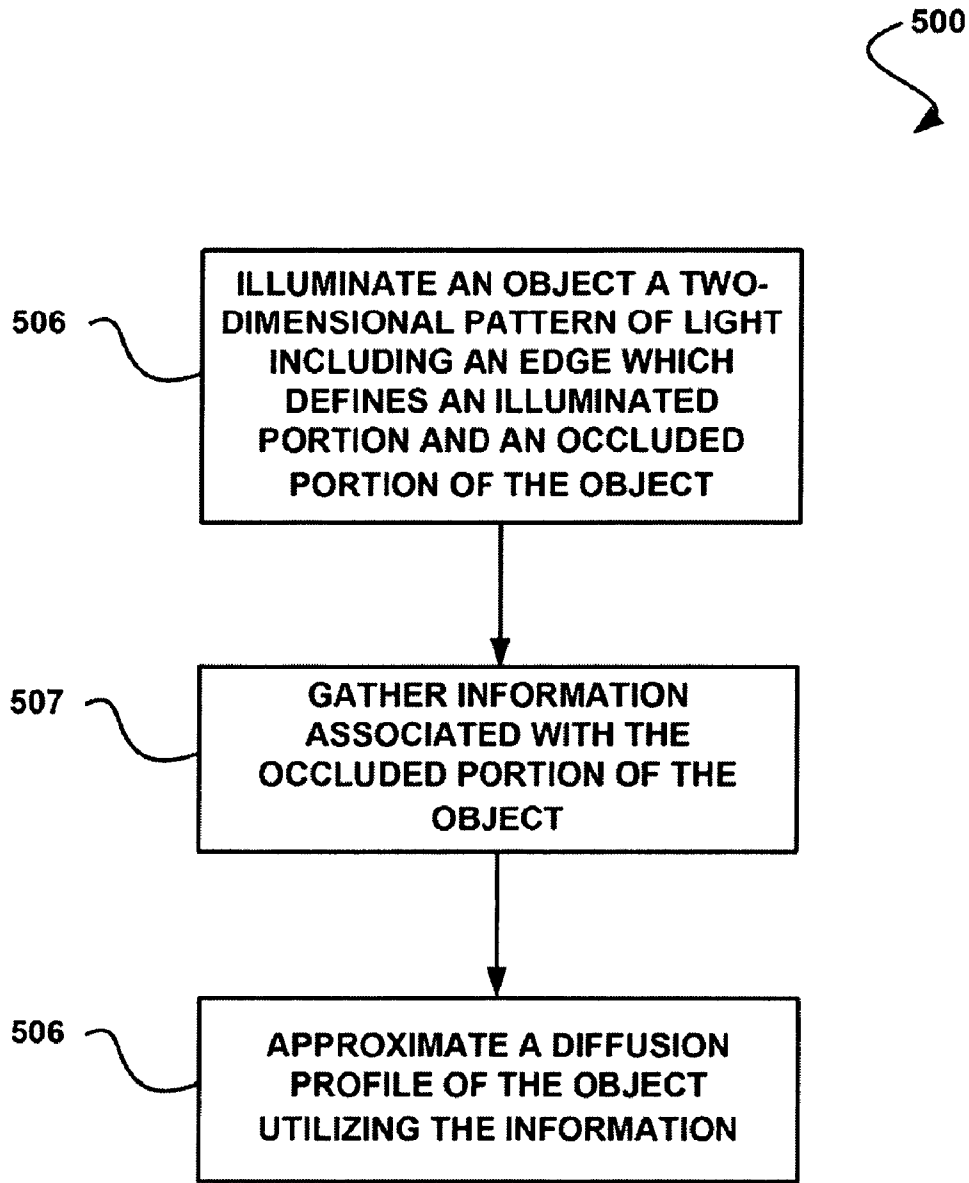 500
506
ILLUMINATE AN OBJECT A TWO-
DIMENSIONAL PATTERN OF LIGHT
INCLUDING AN EDGE WHICH
DEFINES AN ILLUMINATED
PORTION AND AN OCCLUDED
PORTION OF THE OBJECT
507
GATHER INFORMATION
ASSOCIATED WITH THE
OCCLUDED PORTION OF THE
OBJECT
506
APPROXIMATE A DIFFUSION
PROFILE OF THE OBJECT
UTILIZING THE INFORMATION